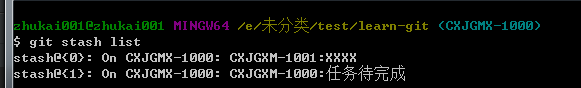 zhukai001@zhukai001 MINGW64 /e/未分类/test/learn-git (CXJGMX-1000)
$ git stash list
stash@{0}: On CXJGMX-1000: CXJGXM-1001:XXXX
stash@{1}: On CXJGMX-1000: CXJGXM-1000:任务待完成